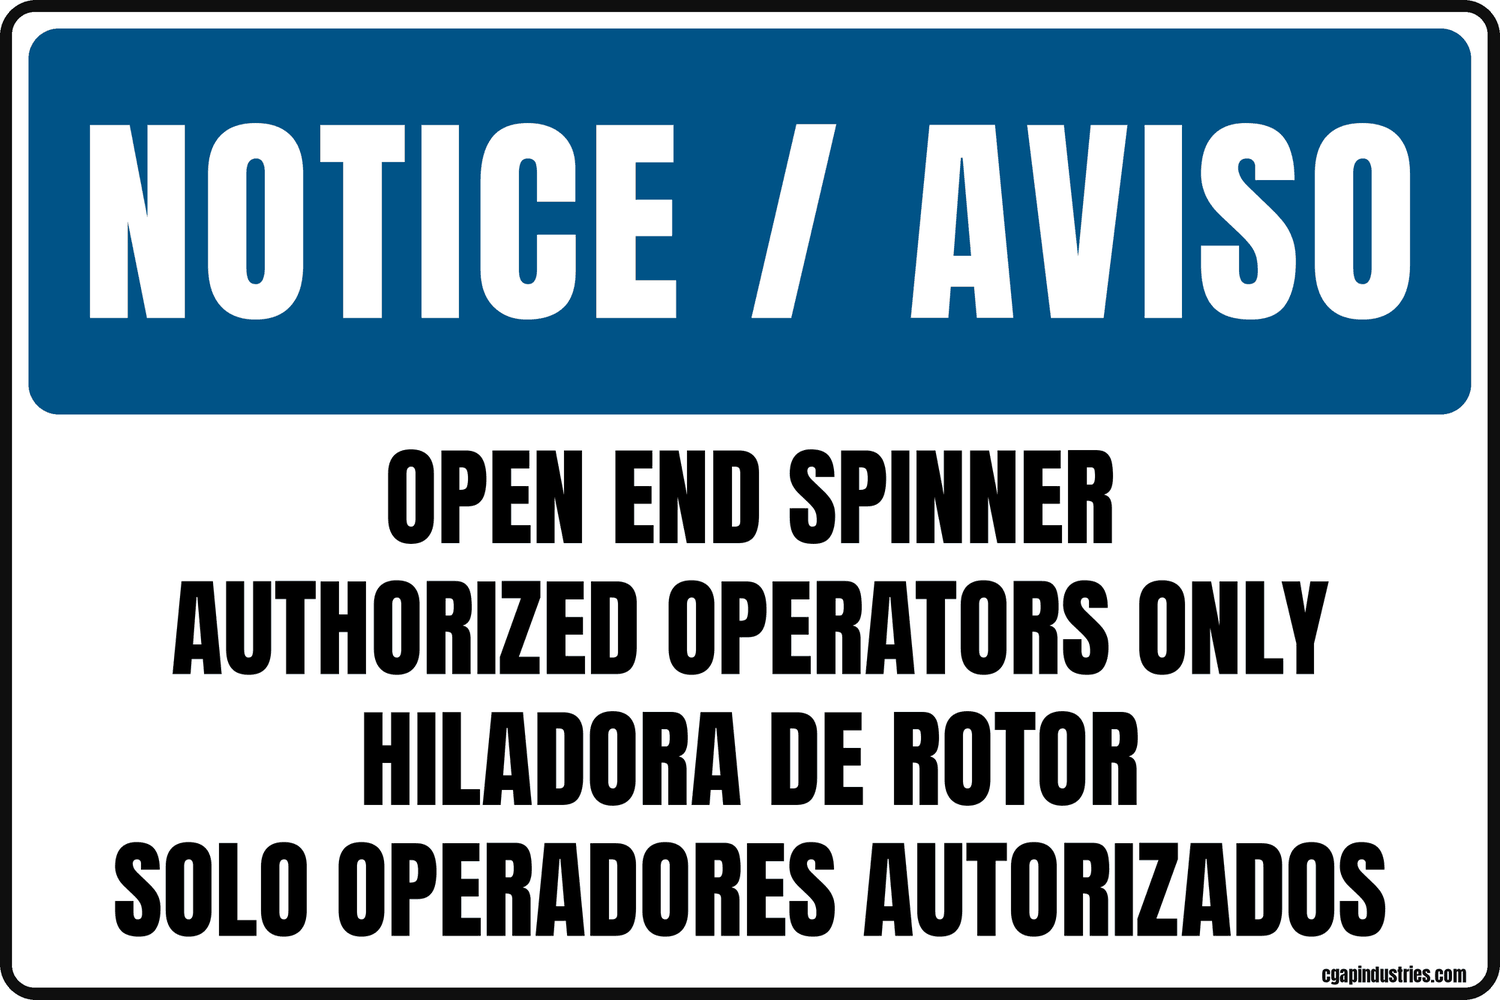 NOTICE / AVISO
OPEN END SPINNER
AUTHORIZED OPERATORS ONLY
HILADORA DE ROTOR
SOLO OPERADORES AUTORIZADOS
cgapindustries.com